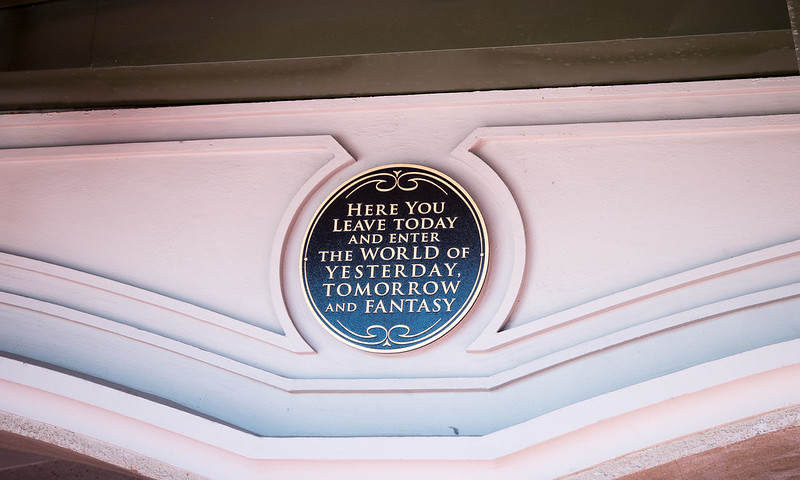 HERE YOU
LEAVE TODAY
AND ENTER
THE WORLD OF
YESTERDAY,
TOMORROW
AND FANTASY